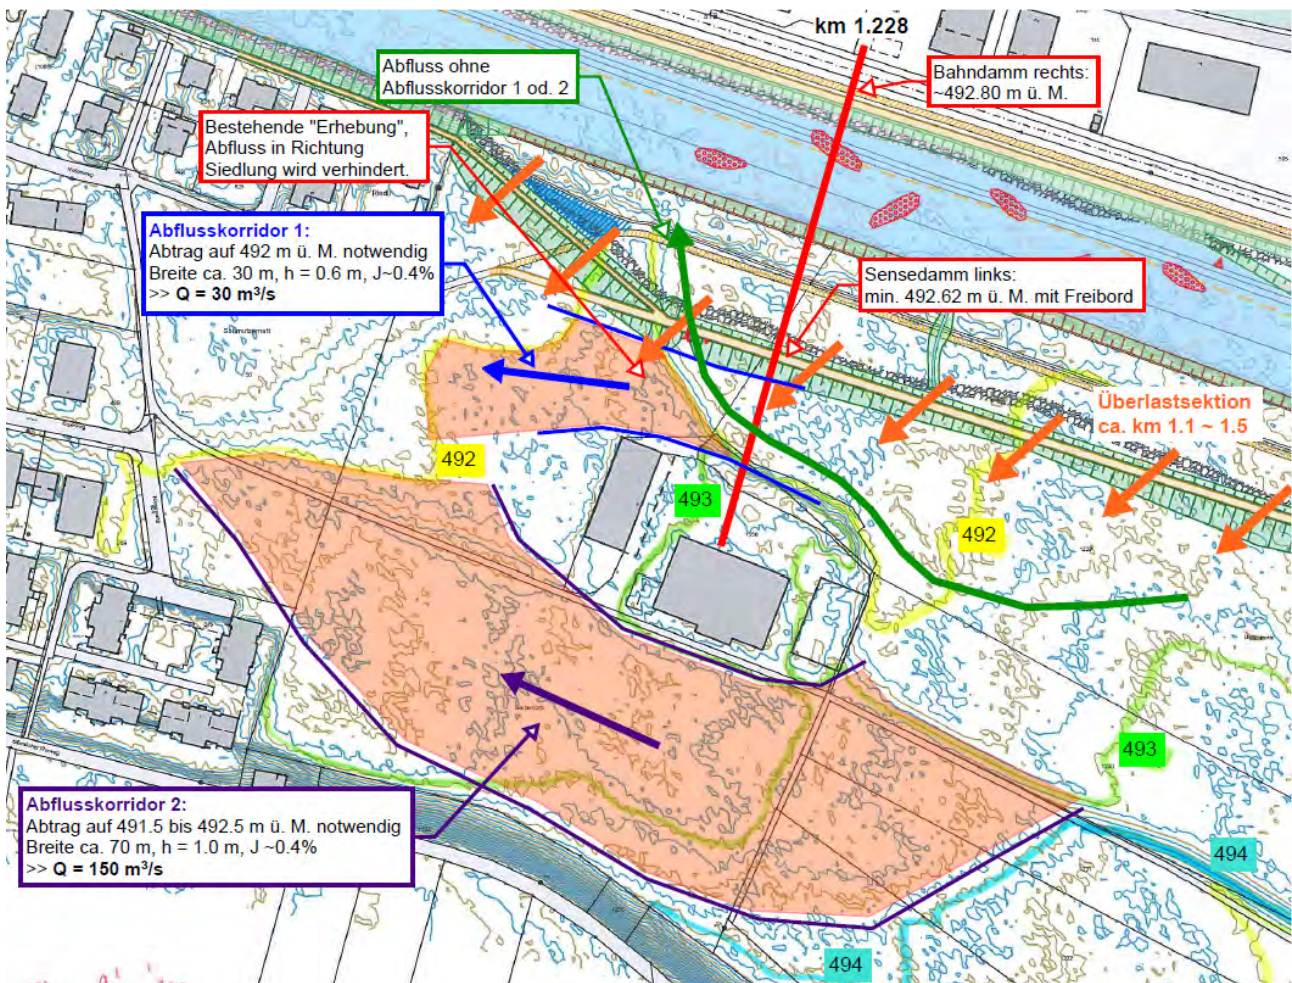 km 1.228
Abfluss ohne
Abflusskorridor 1 od. 2
Bahndamm rechts:
~492.80 m ü. M.
Bestehende "Erhebung",
Abfluss in Richtung
Siedlung wird verhindert.
Abflusskorridor 1:
Abtrag auf 492 m ü. M. notwendig
Breite ca. 30 m, h = 0.6 m, J~0.4%
>> Q = 30 m³/s
Sensedamm links:
min. 492.62 m ü. M. mit Freibord
Überlastsektion
ca. km 1.1 ~ 1.5
492
493
492
493
Abflusskorridor 2:
Abtrag auf 491.5 bis 492.5 m ü. M. notwendig
Breite ca. 70 m, h = 1.0 m, J ~0.4%
>> Q = 150 m³/s
494
494